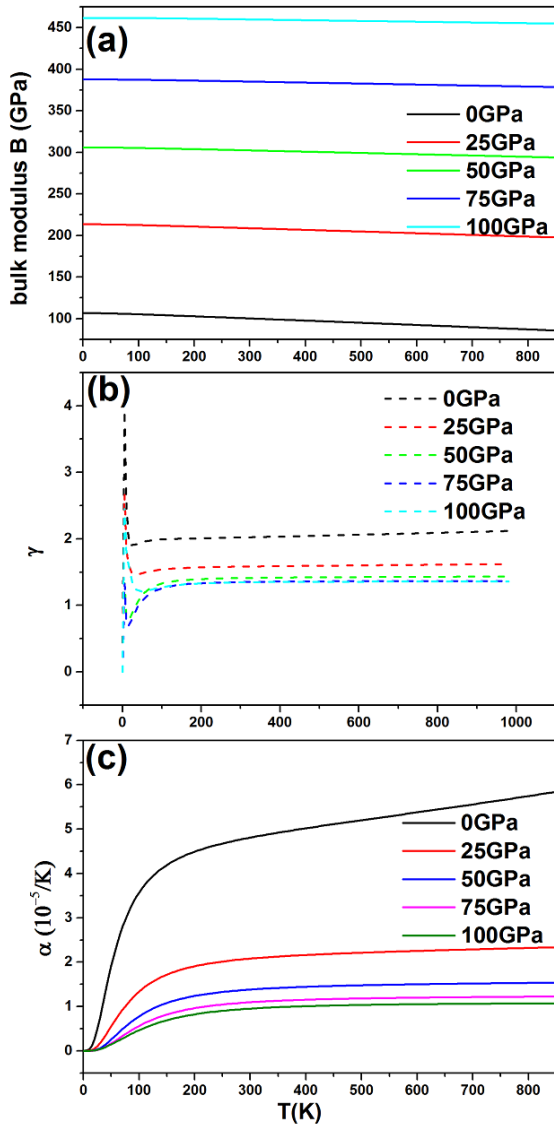 (a)
bulk modulus B (GPa)
450
400
350
300
250
200
150
100
0GPa
25GPa
50GPa
75GPa
100GPa
0 100 200 300 400 500 600 700 800
(b)
γ
4
3
2
1
0
0GPa
25GPa
50GPa
75GPa
100GPa
0 200 400 600 800 1000
(c)
α (10⁻⁵/K)
7
6
5
4
3
2
1
0
0GPa
25GPa
50GPa
75GPa
100GPa
0 100 200 300 400 500 600 700 800
T(K)